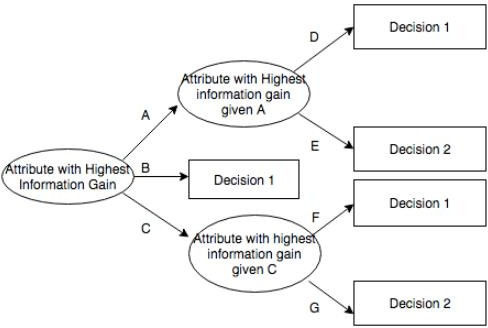 D
Decision 1
Attribute with Highest
information gain
given A
A
E
Decision 2
Attribute with Highest
Information Gain
B
Decision 1
Decision 1
F
C
Attribute with highest
information gain
given C
G
Decision 2